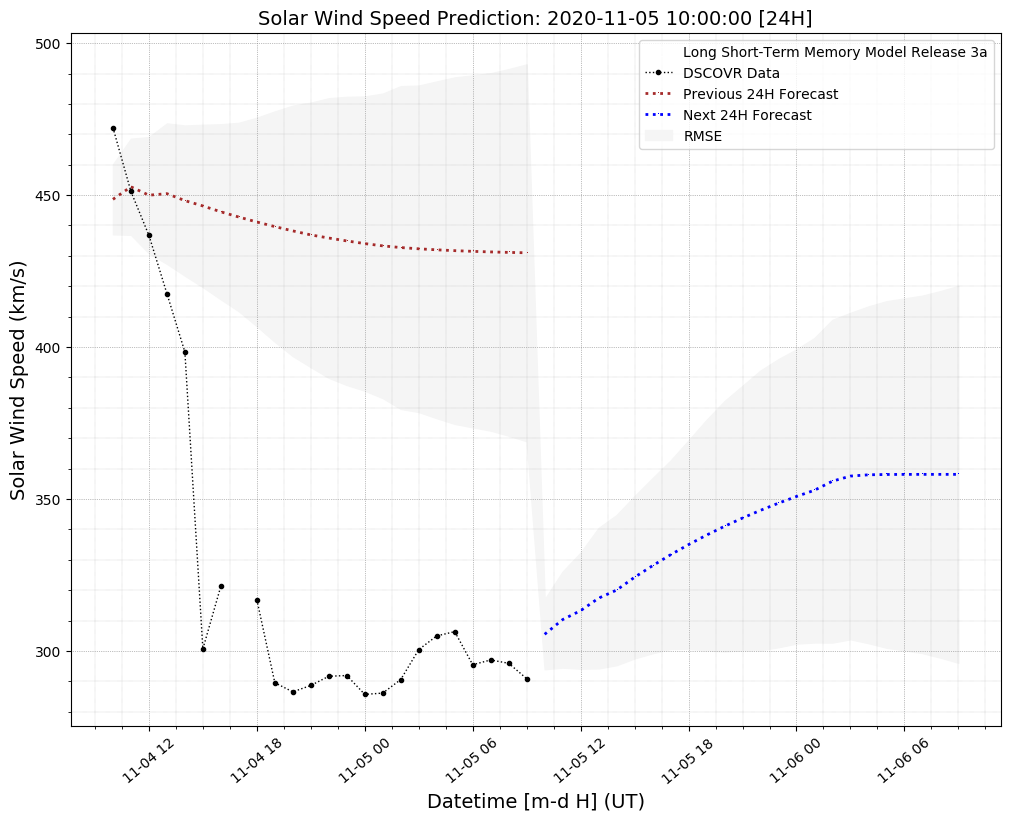 Solar Wind Speed Prediction: 2020-11-05 10:00:00 [24H]
Long Short-Term Memory Model Release 3a
DSCOVR Data
Previous 24H Forecast
Next 24H Forecast
RMSE
Solar Wind Speed (km/s)
500
450
400
350
300
11-04 12
11-04 18
11-05 00
11-05 06
11-05 12
11-05 18
11-06 00
11-06 06
Datetime [m-d H] (UT)